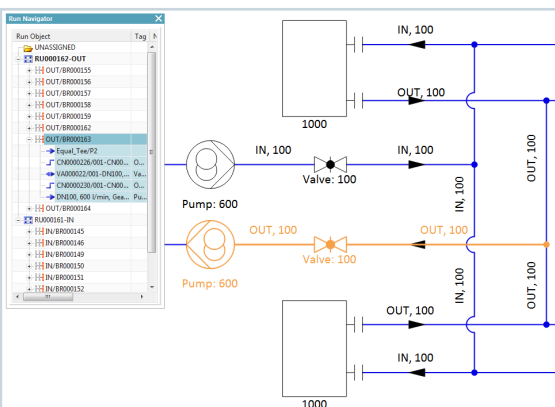 Run Navigator
Run Object Tag N
UNASSIGNED
RU000162-OUT
OUT/BR000155
OUT/BR000156
OUT/BR000157
OUT/BR000158
OUT/BR000159
OUT/BR000162
OUT/BR000163
Equal_Tee/P2
CN0000226/001-CN00... O...
VA000022/001-DN100,... Va...
CN0000230/001-CN00... O...
DN100, 600 l/min, Gea... Pu...
OUT/BR000164
RU000161-IN
IN/BR000145
IN/BR000146
IN/BR000149
IN/BR000150
IN/BR000151
IN/BR000152
IN, 100
OUT, 100
1000
IN, 100
IN, 100
Valve: 100
Pump: 600
OUT, 100
IN, 100
OUT, 100
OUT, 100
Valve: 100
Pump: 600
IN, 100
OUT, 100
OUT, 100
IN, 100
1000